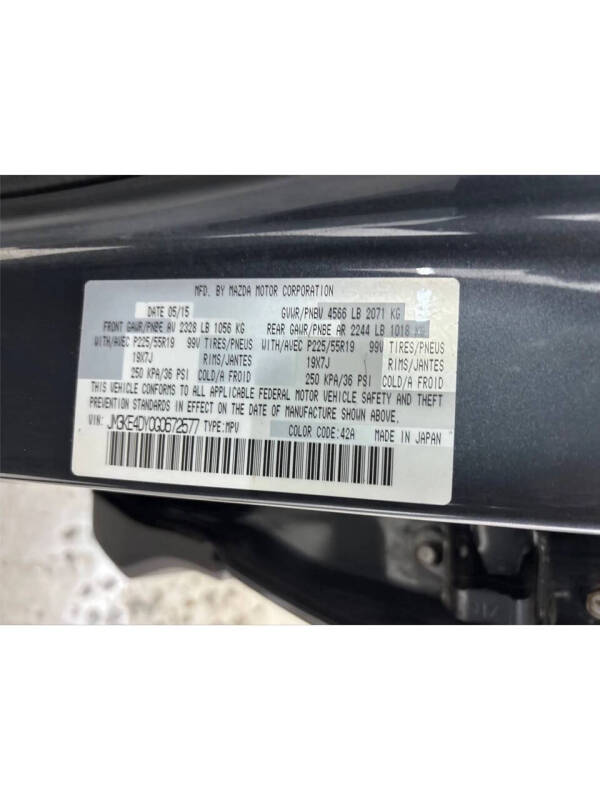 MFD. BY MAZDA MOTOR CORPORATION
DATE 05/15 GVWR/PNBV 4566 LB 2071 KG
FRONT GAWR/PNBE AV 2328 LB 1056 KG REAR GAWR/PNBE AR 2244 LB 1018 KG
WITH/AVEC P225/55R19 99V TIRES/PNEUS WITH/AVEC P225/55R19 99V TIRES/PNEUS
19X7J RIMS/JANTES 19X7J RIMS/JANTES
250 KPA/36 PSI COLD/A FROID 250 KPA/36 PSI COLD/A FROID
THIS VEHICLE CONFORMS TO ALL APPLICABLE FEDERAL MOTOR VEHICLE SAFETY AND THEFT
PREVENTION STANDARDS IN EFFECT ON THE DATE OF MANUFACTURE SHOWN ABOVE.
VIN: JM3KE4DY0G0672577 TYPE:MPV COLOR CODE:42A MADE IN JAPAN